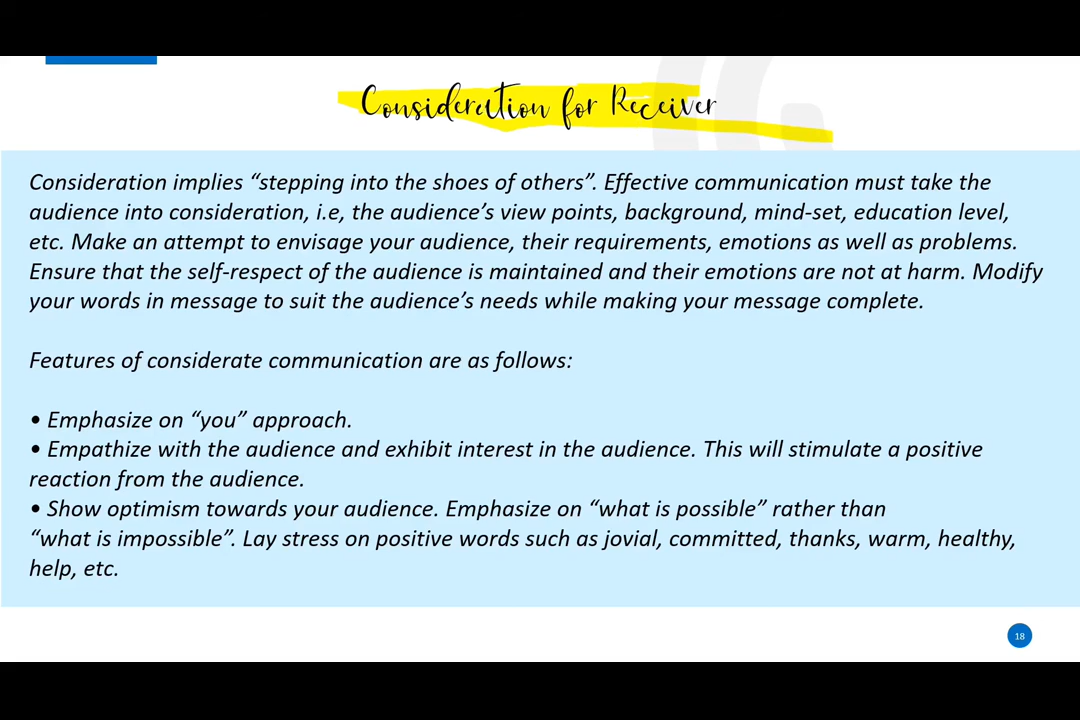 Consideration for Receiver
Consideration implies “stepping into the shoes of others”. Effective communication must take the
audience into consideration, i.e, the audience’s view points, background, mind-set, education level,
etc. Make an attempt to envisage your audience, their requirements, emotions as well as problems.
Ensure that the self-respect of the audience is maintained and their emotions are not at harm. Modify
your words in message to suit the audience’s needs while making your message complete.
Features of considerate communication are as follows:
• Emphasize on “you” approach.
• Empathize with the audience and exhibit interest in the audience. This will stimulate a positive
reaction from the audience.
• Show optimism towards your audience. Emphasize on “what is possible” rather than
“what is impossible”. Lay stress on positive words such as jovial, committed, thanks, warm, healthy,
help, etc.
18